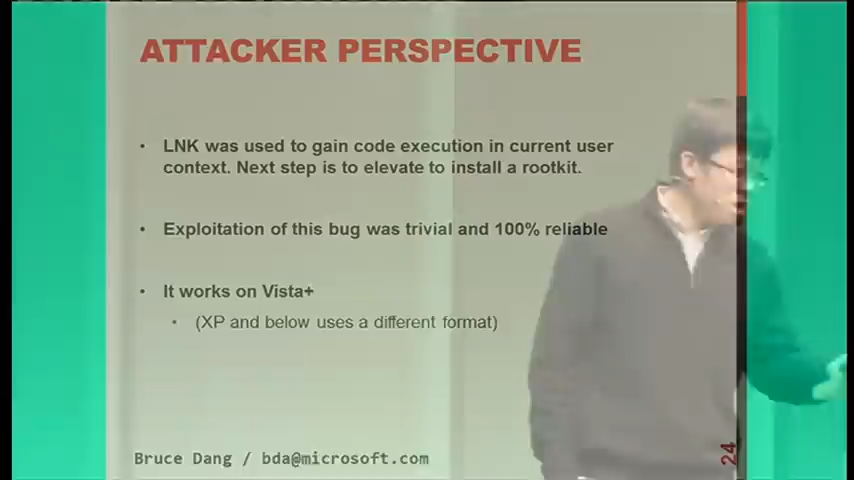 ATTACKER PERSPECTIVE
• LNK was used to gain code execution in current user
context. Next step is to elevate to install a rootkit.
• Exploitation of this bug was trivial and 100% reliable
• It works on Vista+
• (XP and below uses a different format)
Bruce Dang / bda@microsoft.com
24